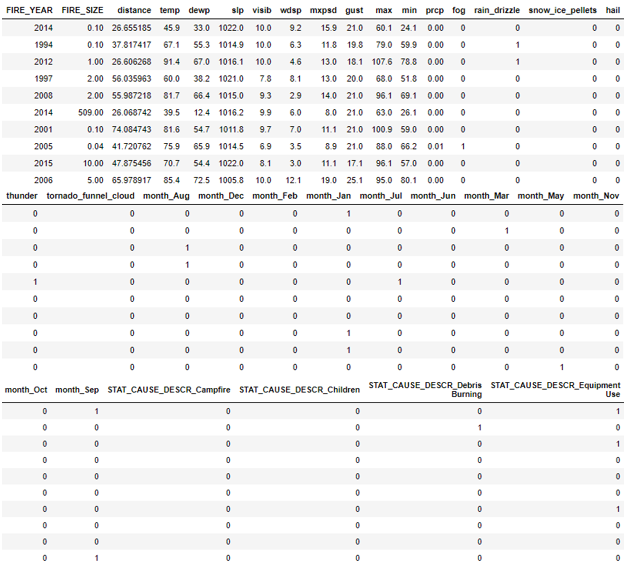 FIRE_YEAR FIRE_SIZE distance temp dewp slp visib wdsp mxpsd gust max min prcp fog rain_drizzle snow_ice_pellets hail
2014 0.10 26.655185 45.9 33.0 1022.0 10.0 9.2 15.9 21.0 60.1 24.1 0.00 0 0 0 0
1994 0.10 37.817417 67.1 55.3 1014.9 10.0 6.3 11.8 19.8 79.0 59.9 0.00 0 1 0 0
2012 1.00 26.606268 91.4 67.0 1016.1 10.0 4.6 13.0 18.1 107.6 78.8 0.00 0 1 0 0
1997 2.00 56.035963 60.0 38.2 1021.0 7.8 8.1 13.0 20.0 68.0 51.8 0.00 0 0 0 0
2008 2.00 55.987218 81.7 66.4 1015.0 9.3 2.9 14.0 21.0 96.1 69.1 0.00 0 0 0 0
2014 509.00 26.068742 39.5 12.4 1016.2 9.9 6.0 8.0 21.0 63.0 26.1 0.00 0 0 0 0
2001 0.10 74.084743 81.6 54.7 1011.8 9.7 7.0 11.1 21.0 100.9 59.0 0.00 0 0 0 0
2005 0.04 41.720762 75.9 65.9 1014.5 6.9 3.5 8.9 21.0 88.0 66.2 0.01 1 0 0 0
2015 10.00 47.875456 70.7 54.4 1022.0 8.1 3.0 11.1 17.1 96.1 57.0 0.00 0 0 0 0
2006 5.00 65.978917 85.4 72.5 1005.8 10.0 12.1 19.0 25.1 95.0 80.1 0.00 0 0 0 0
thunder tornado_funnel_cloud month_Aug month_Dec month_Feb month_Jan month_Jul month_Jun month_Mar month_May month_Nov
0 0 0 0 0 1 0 0 0 0 0
0 0 0 0 0 0 0 0 1 0 0
0 0 1 0 0 0 0 0 0 0 0
0 0 1 0 0 0 0 0 0 0 0
1 0 0 0 0 0 1 0 0 0 0
0 0 0 0 0 0 0 0 0 0 0
0 0 0 0 0 0 0 0 0 0 0
0 0 0 0 0 1 0 0 0 0 0
0 0 0 0 0 1 0 0 0 0 0
0 0 0 0 0 0 0 0 0 1 0
month_Oct month_Sep STAT_CAUSE_DESCR_Campfire STAT_CAUSE_DESCR_Children STAT_CAUSE_DESCR_Debris STAT_CAUSE_DESCR_Equipment
Burning Use
0 1 0 0 0 1
0 0 0 0 1 0
0 0 0 0 0 1
0 0 0 0 0 0
0 0 0 0 0 0
0 0 0 0 0 0
0 0 0 0 0 1
0 0 0 0 0 0
0 0 0 0 0 0
0 1 0 0 0 0